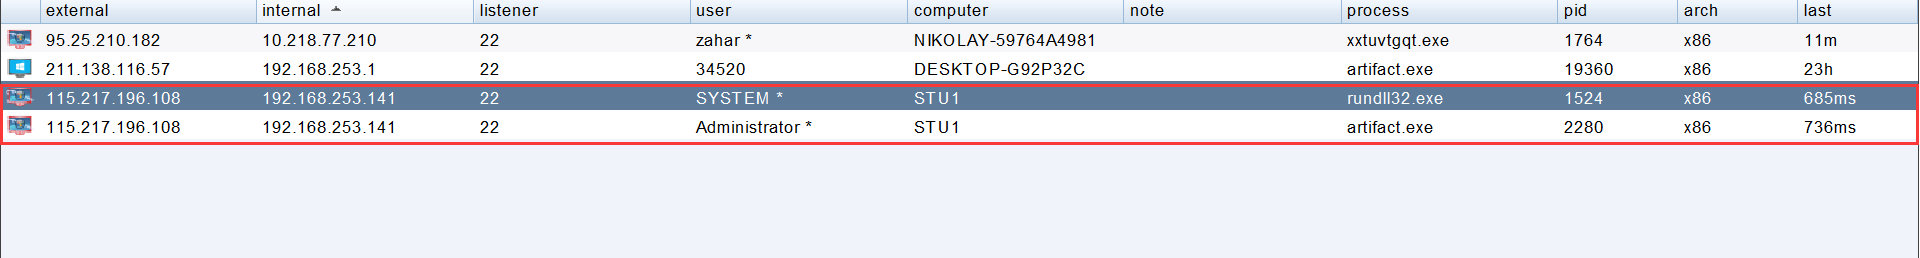 external internal listener user computer note process pid arch last
95.25.210.182 10.218.77.210 22 zahar * NIKOLAY-59764A4981 xxtuvtgqt.exe 1764 x86 11m
211.138.116.57 192.168.253.1 22 34520 DESKTOP-G92P32C artifact.exe 19360 x86 23h
115.217.196.108 192.168.253.141 22 SYSTEM * STU1 rundll32.exe 1524 x86 685ms
115.217.196.108 192.168.253.141 22 Administrator * STU1 artifact.exe 2280 x86 736ms